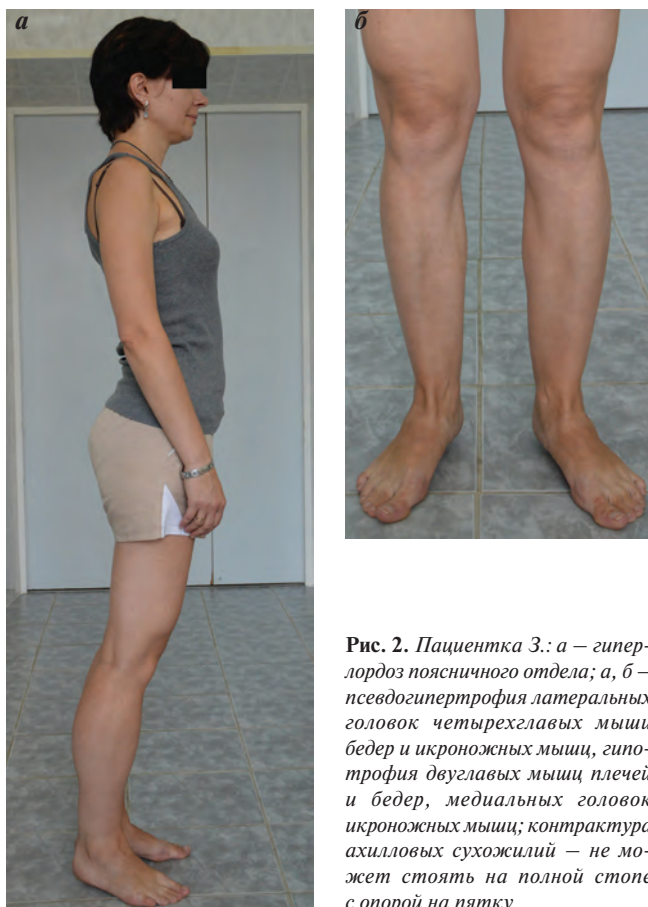 а
б
Рис. 2. Пациентка З.: а — гипер-
лордоз поясничного отдела; а, б —
псевдогипертрофия латеральных
головок четырехглавых мышц
бедер и икроножных мышц, гипо-
трофия двуглавых мышц плечей
и бедер, медиальных головок
икроножных мышц; контрактура
ахилловых сухожилий — не мо-
жет стоять на полной стопе
с опорой на пятку